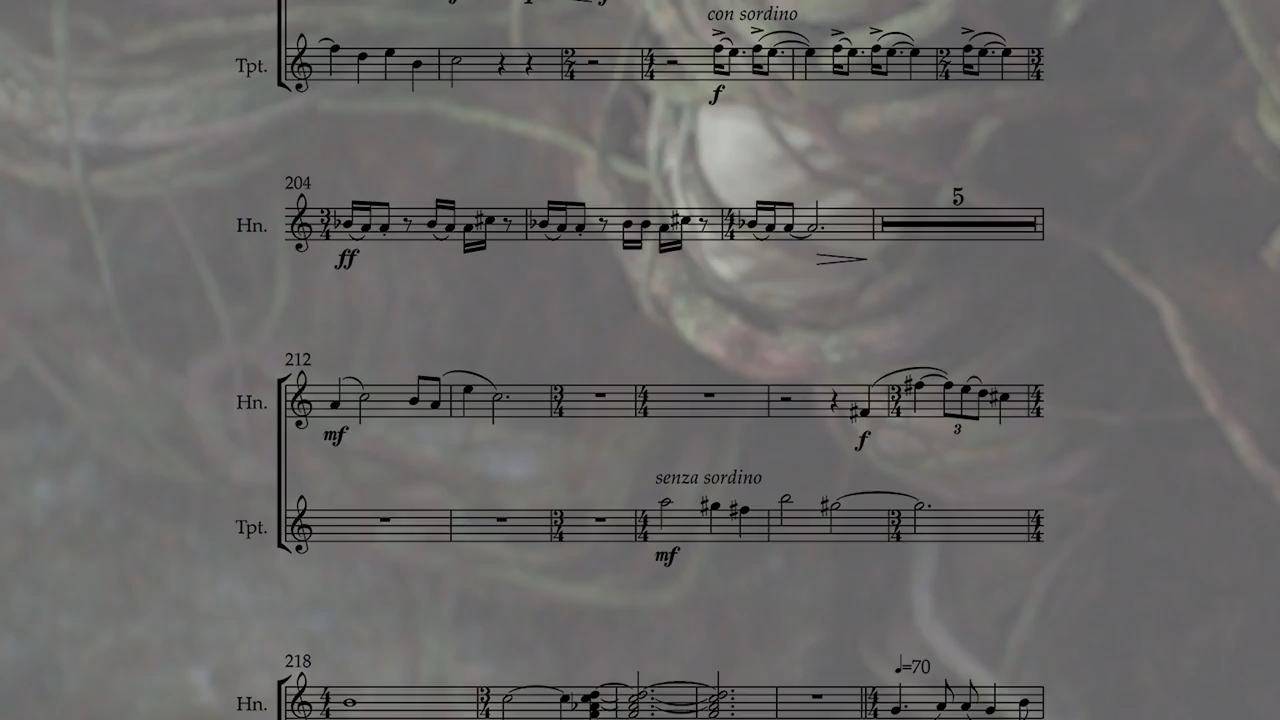 con sordino
Tpt.
f
204
5
Hn.
ff
212
Hn.
mf
f
3
senza sordino
Tpt.
mf
218
♩=70
Hn.